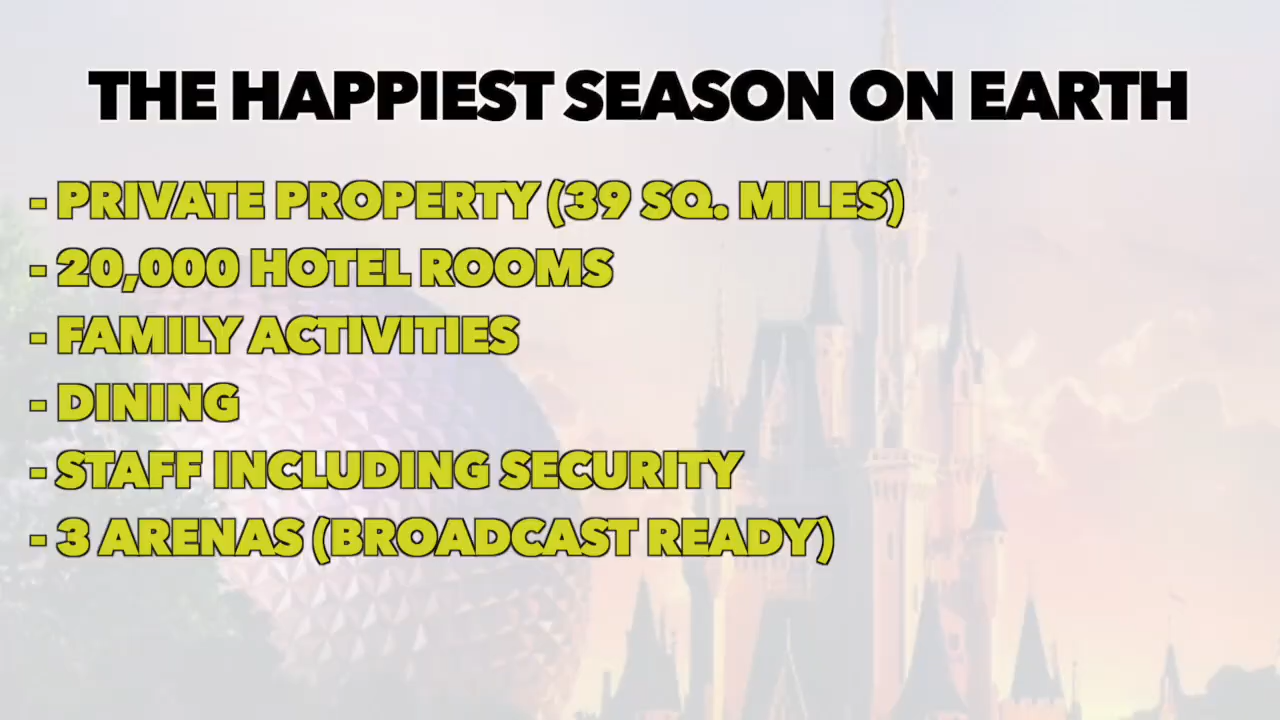 THE HAPPIEST SEASON ON EARTH
- PRIVATE PROPERTY (39 SQ. MILES)
- 20,000 HOTEL ROOMS
- FAMILY ACTIVITIES
- DINING
- STAFF INCLUDING SECURITY
- 3 ARENAS (BROADCAST READY)